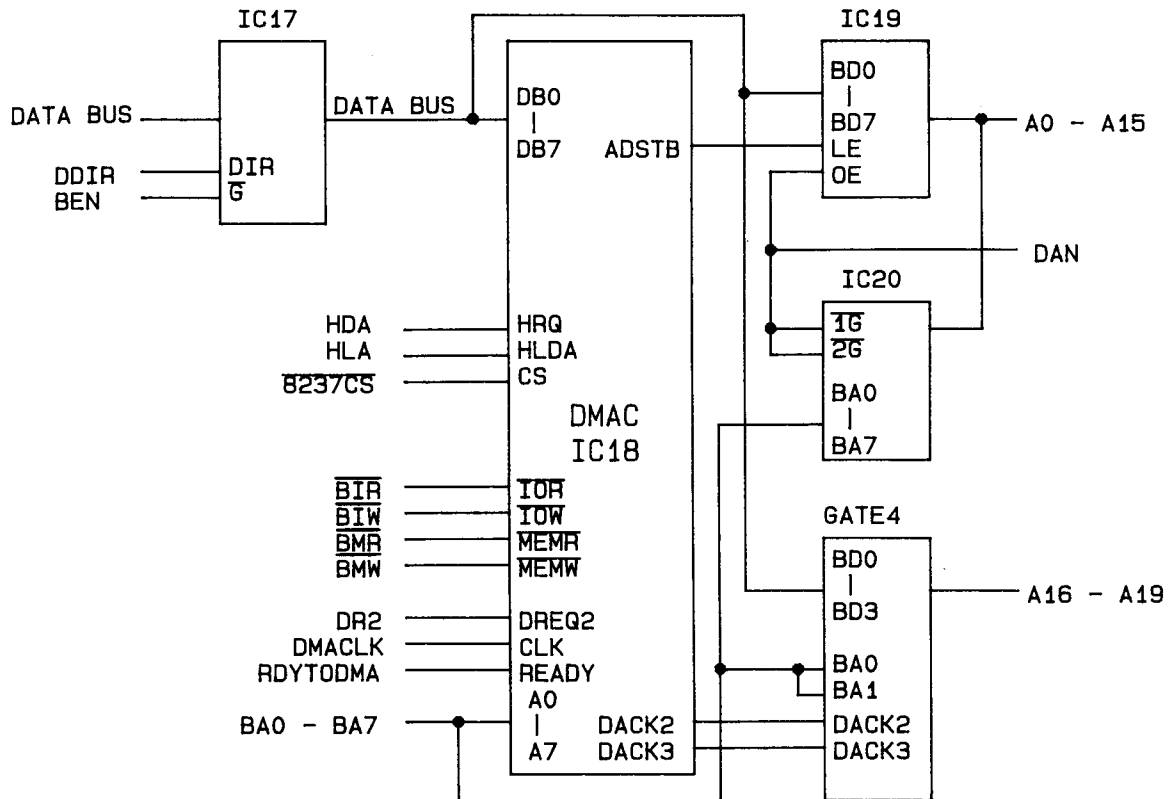 IC17
DATA BUS
DDIR
BEN
DIR
G
DATA BUS
DB0
DB7
ADSTB
HDA
HLA
8237CS
HRQ
HLDA
CS
DMAC
IC18
BIR
BIW
BMR
BMW
IOR
IOW
MEMR
MEMW
DR2
DMACLK
RDYTODMA
DREQ2
CLK
READY
BA0 - BA7
A0
A7
DACK2
DACK3
IC19
BD0
BD7
LE
OE
A0 - A15
DAN
IC20
1G
2G
BA0
BA7
GATE4
BD0
BD3
A16 - A19
BA0
BA1
DACK2
DACK3